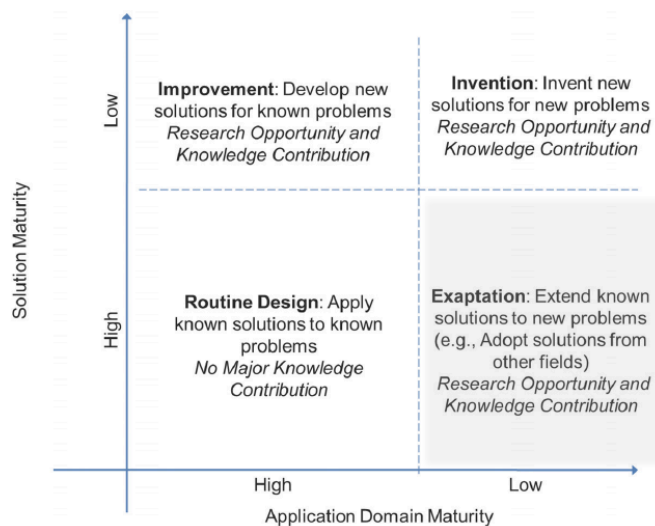 Improvement: Develop new
solutions for known problems
Research Opportunity and
Knowledge Contribution
Invention: Invent new
solutions for new problems
Research Opportunity and
Knowledge Contribution
Low
Solution Maturity
High
Routine Design: Apply
known solutions to known
problems
No Major Knowledge
Contribution
Exaptation: Extend known
solutions to new problems
(e.g., Adopt solutions from
other fields)
Research Opportunity and
Knowledge Contribution
High
Low
Application Domain Maturity